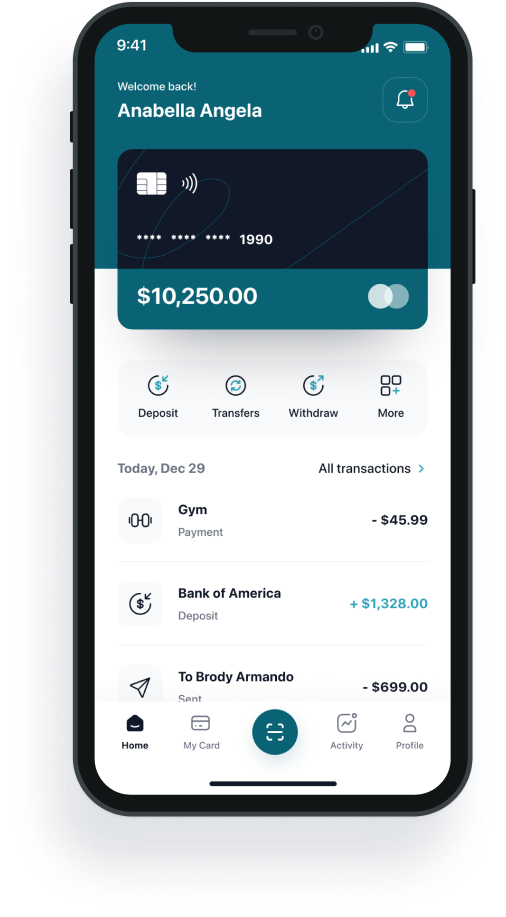 9:41
Welcome back!
Anabella Angela
**** **** **** 1990
$10,250.00
Deposit Transfers Withdraw More
Today, Dec 29 All transactions
Gym
- $45.99
Payment
Bank of America
+ $1,328.00
Deposit
To Brody Armando
- $699.00
Sent
Home My Card Activity Profile